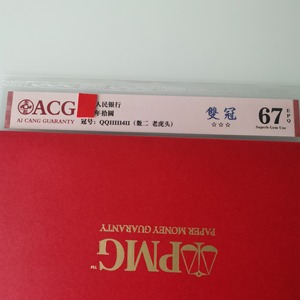 ACG
AI CANG GUARANTY
人民银行
年拾圆
冠号：QQ11111411（数二 老虎头）
雙冠
☆☆☆
67 EPQ
Superb Gem Unc
PMG™
PAPER MONEY GUARANTY